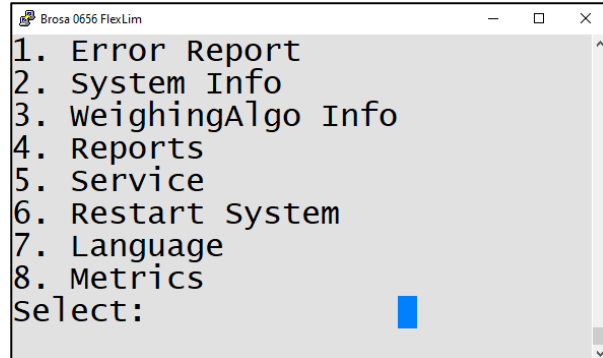 Brosa 0656 FlexLim
1. Error Report
2. System Info
3. WeighingAlgo Info
4. Reports
5. Service
6. Restart System
7. Language
8. Metrics
Select: